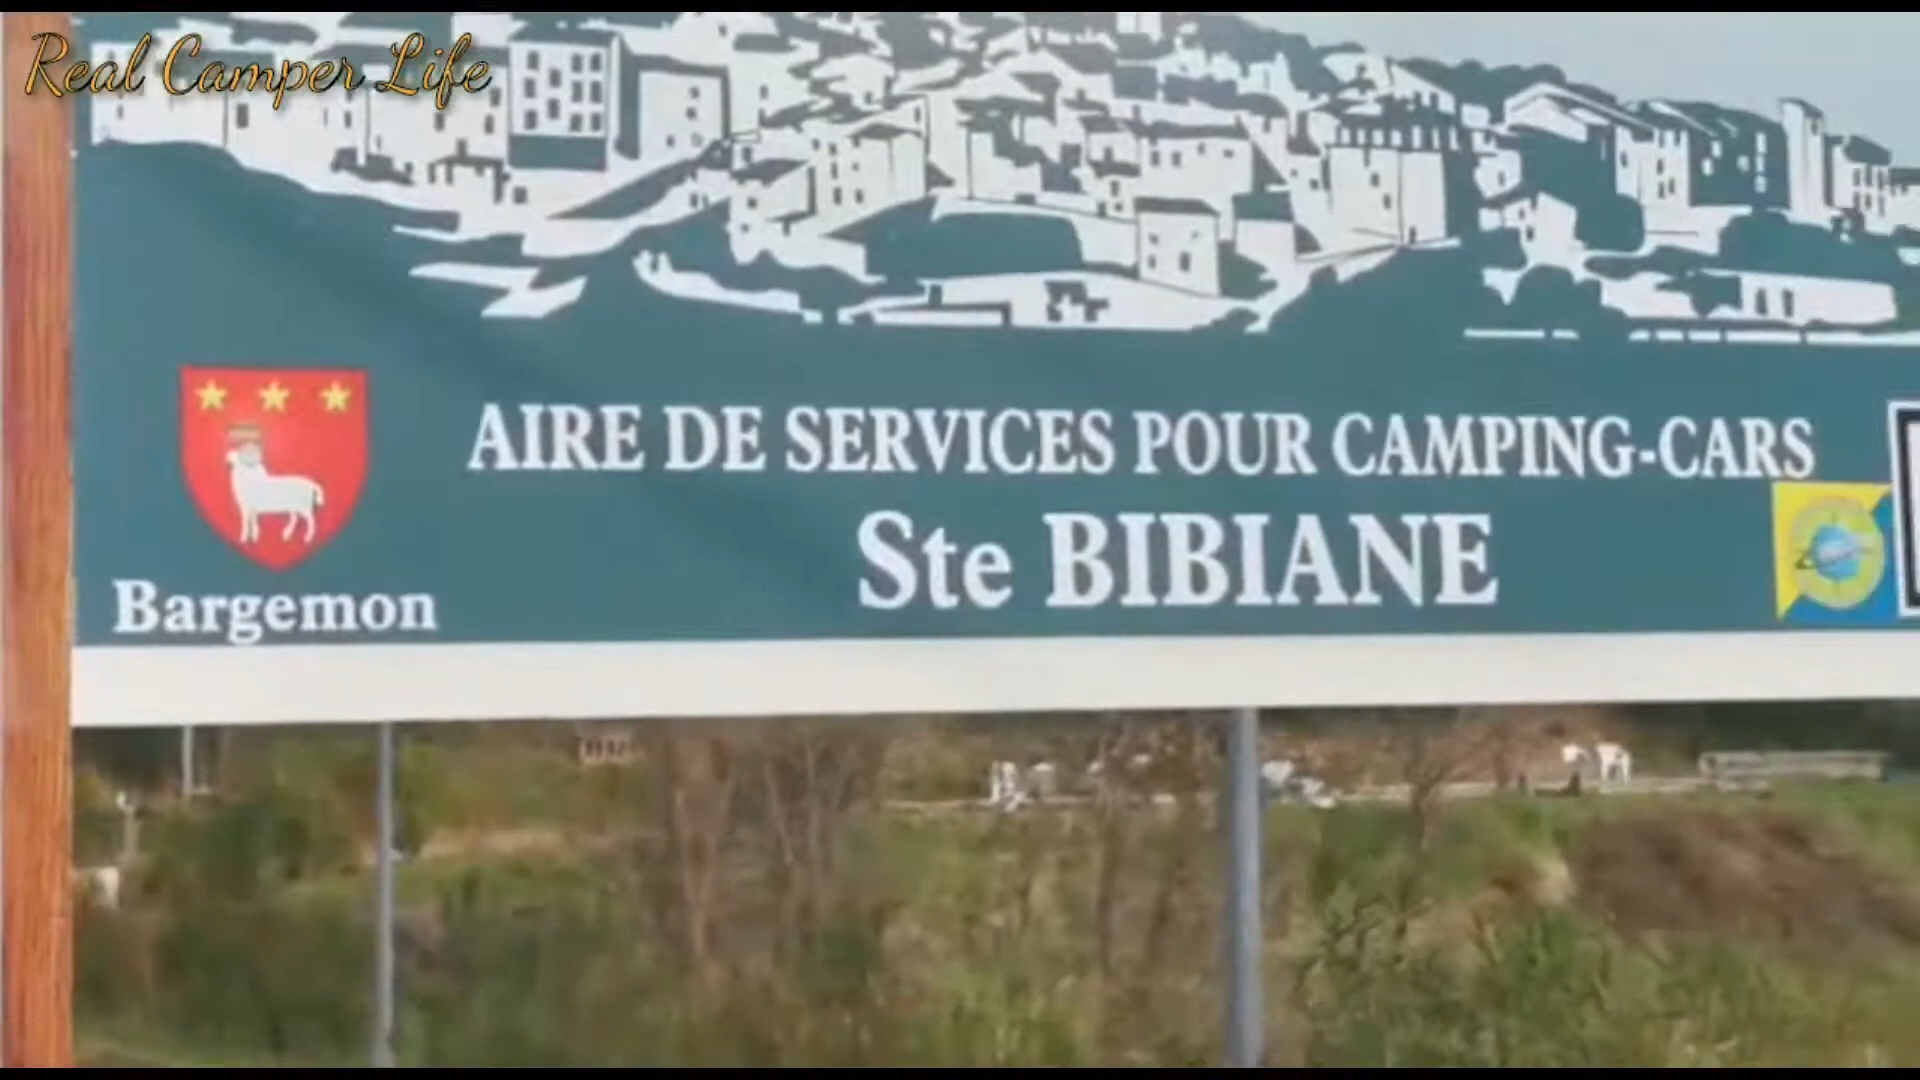 Real Camper Life
AIRE DE SERVICES POUR CAMPING-CARS
Ste BIBIANE
Bargemon